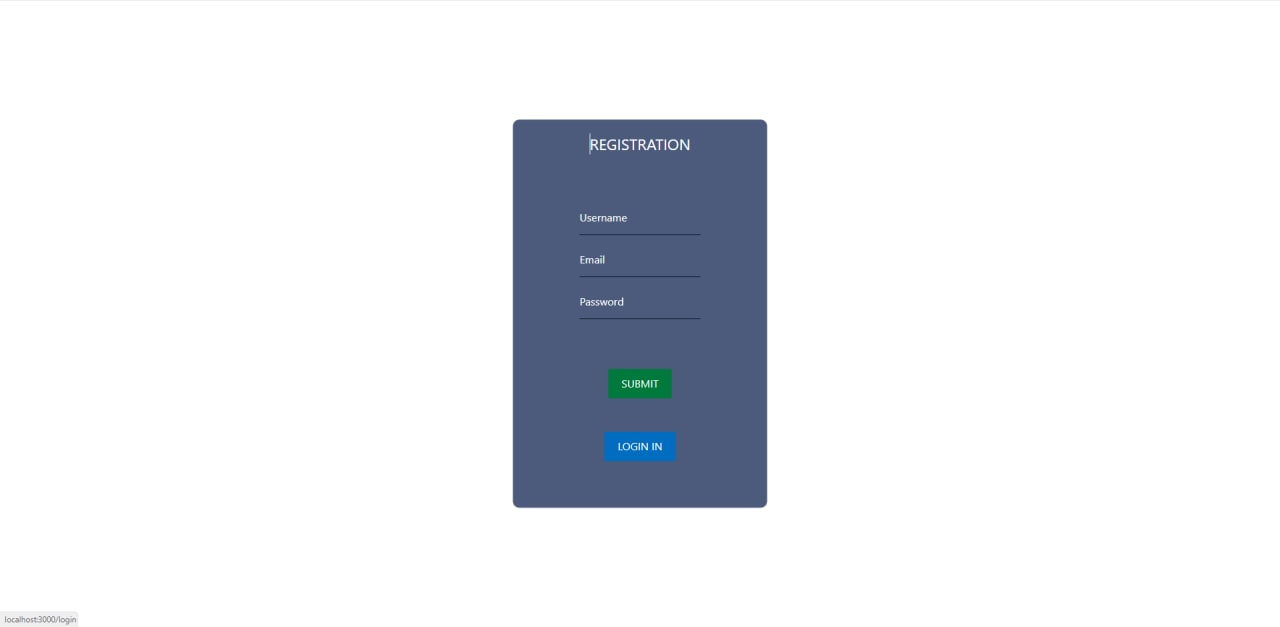 REGISTRATION
Username
Email
Password
SUBMIT
LOGIN IN
localhost:3000/login